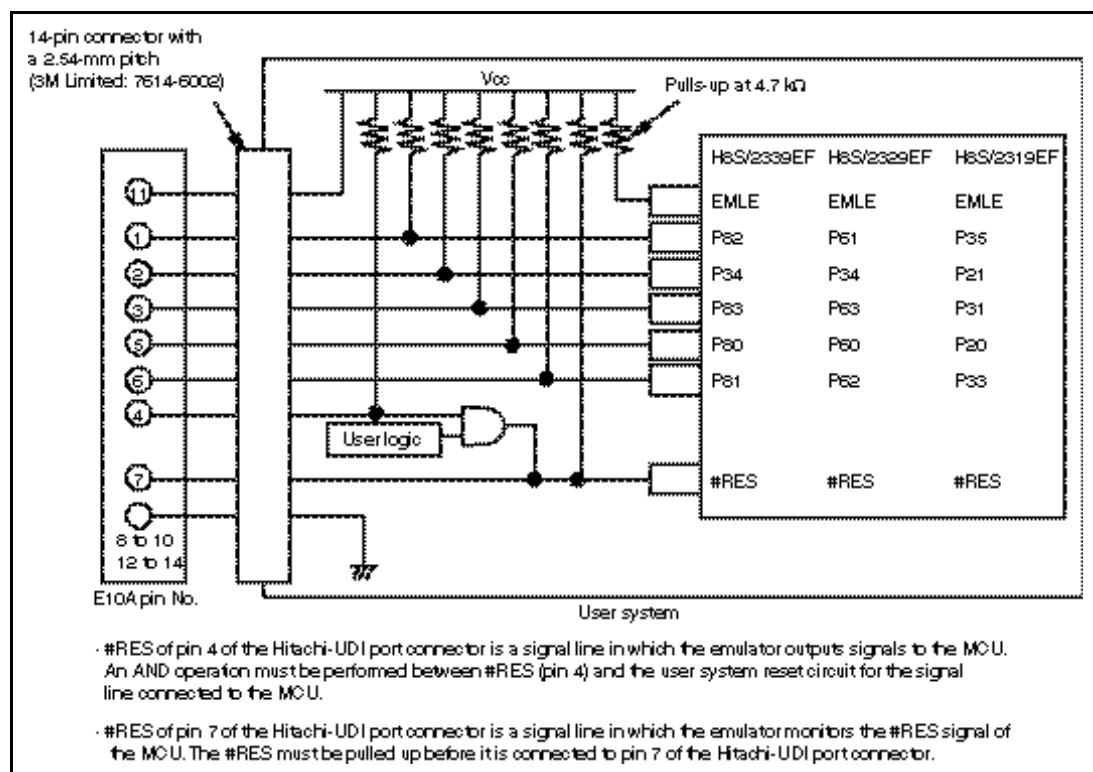 14-pin connector with
a 2.54-mm pitch
(3M Limited: 7614-6002)
Vcc
Pulls-up at 4.7 kΩ
H8S/2339EF H8S/2329EF H8S/2319EF
11
EMLE EMLE EMLE
1
P62 P61 P35
2
P34 P34 P21
3
P63 P63 P31
5
P60 P60 P20
6
P61 P62 P33
4
User logic
7
#RES #RES #RES
8 to 10
12 to 14
E10A pin No.
User system
· #RES of pin 4 of the Hitachi-UDI port connector is a signal line in which the emulator outputs signals to the MCU.
An AND operation must be performed between #RES (pin 4) and the user system reset circuit for the signal
line connected to the MCU.
· #RES of pin 7 of the Hitachi-UDI port connector is a signal line in which the emulator monitors the #RES signal of
the MCU. The #RES must be pulled up before it is connected to pin 7 of the Hitachi-UDI port connector.